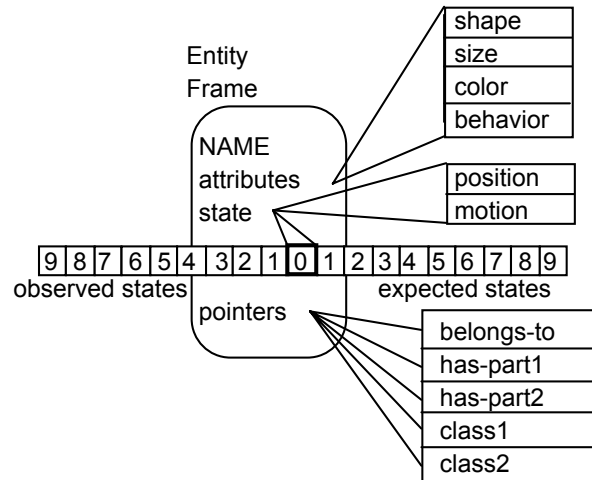 shape
size
color
behavior
Entity
Frame
NAME
attributes
state
position
motion
9 8 7 6 5 4 3 2 1 0 1 2 3 4 5 6 7 8 9
observed states
expected states
pointers
belongs-to
has-part1
has-part2
class1
class2